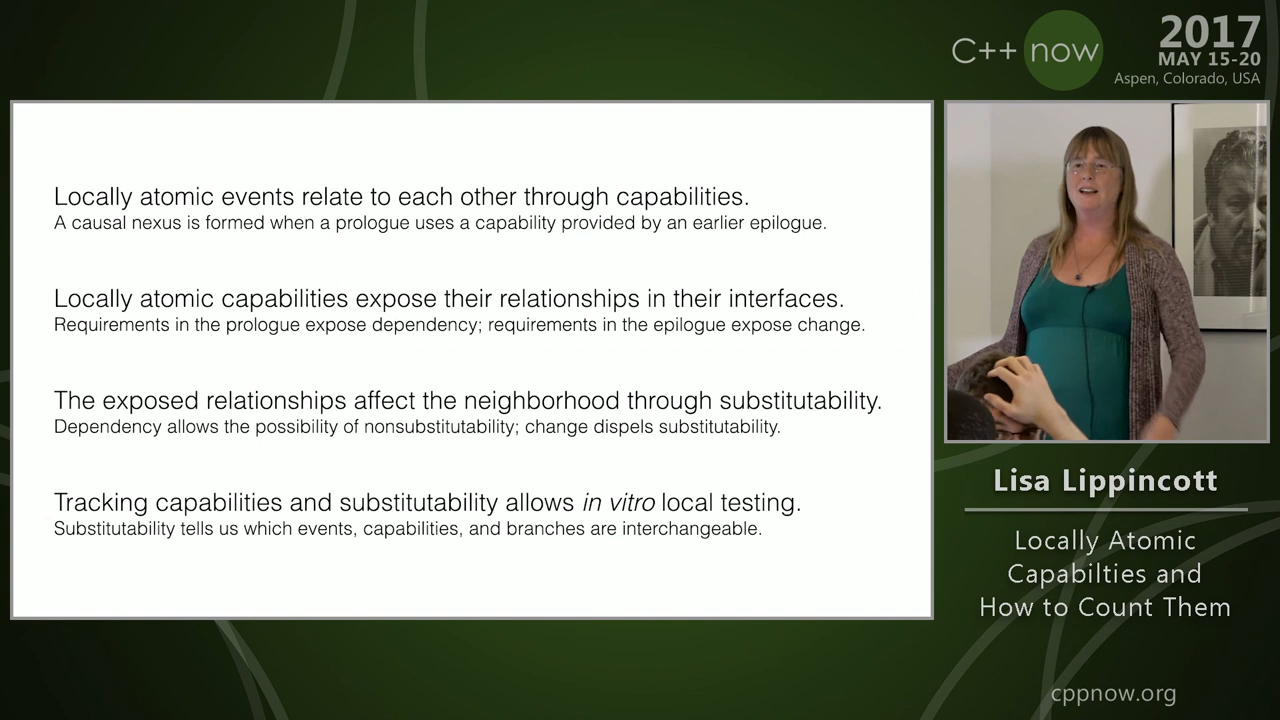 C++ now
2017
MAY 15-20
Aspen, Colorado, USA
Locally atomic events relate to each other through capabilities.
A causal nexus is formed when a prologue uses a capability provided by an earlier epilogue.
Locally atomic capabilities expose their relationships in their interfaces.
Requirements in the prologue expose dependency; requirements in the epilogue expose change.
The exposed relationships affect the neighborhood through substitutability.
Dependency allows the possibility of nonsubstitutability; change dispels substitutability.
Tracking capabilities and substitutability allows in vitro local testing.
Substitutability tells us which events, capabilities, and branches are interchangeable.
Lisa Lippincott
Locally Atomic
Capabilties and
How to Count Them
cppnow.org